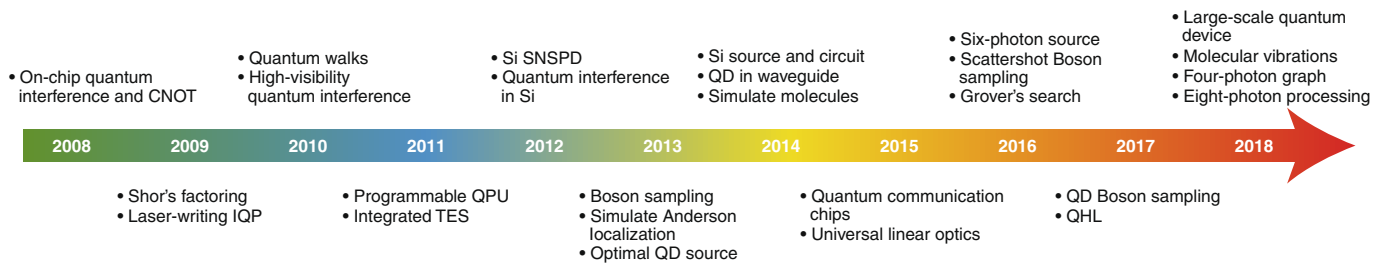 • On-chip quantum
interference and CNOT
• Quantum walks
• High-visibility
quantum interference
• Si SNSPD
• Quantum interference
in Si
• Si source and circuit
• QD in waveguide
• Simulate molecules
• Six-photon source
• Scattershot Boson
sampling
• Grover's search
• Large-scale quantum
device
• Molecular vibrations
• Four-photon graph
• Eight-photon processing
2008 2009 2010 2011 2012 2013 2014 2015 2016 2017 2018
• Shor's factoring
• Laser-writing IQP
• Programmable QPU
• Integrated TES
• Boson sampling
• Simulate Anderson
localization
• Optimal QD source
• Quantum communication
chips
• Universal linear optics
• QD Boson sampling
• QHL